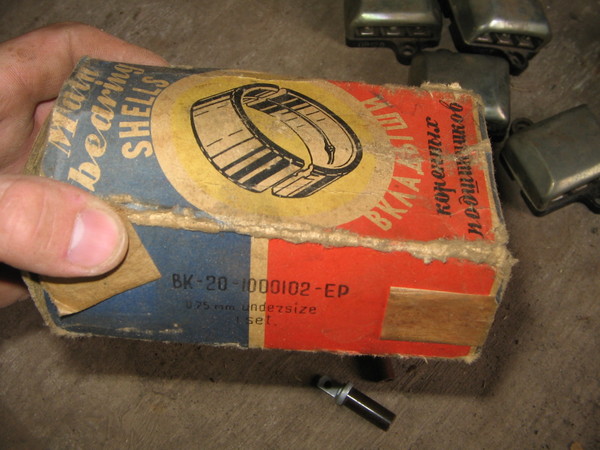 Main
bearing
SHELLS
ВКЛАДЫШИ
коренных
подшипников
ВК-20-1000102-ЕР
0.75 mm undersize
1 set.